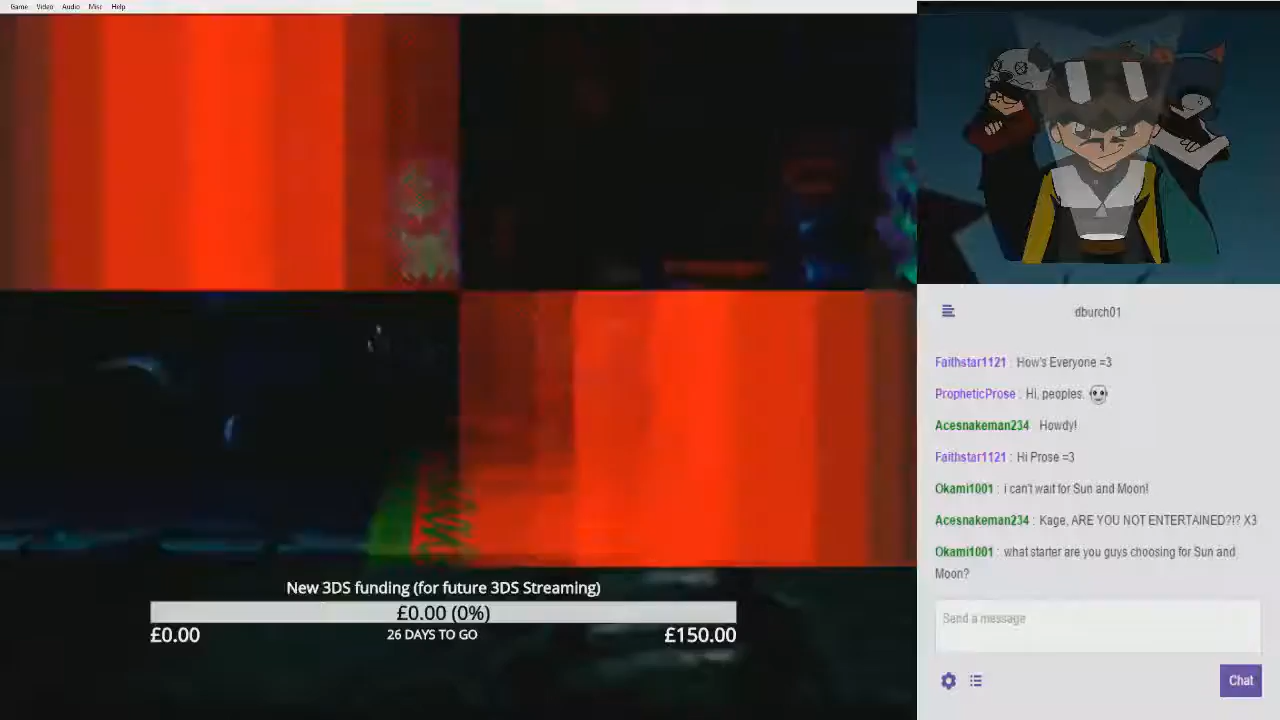 Game Video Audio Misc Help
dburch01
Faithstar1121 : How's Everyone =3
PropheticProse : Hi, peoples.
Acesnakeman234 : Howdy!
Faithstar1121 : Hi Prose =3
Okami1001 : i can't wait for Sun and Moon!
Acesnakeman234 : Kage, ARE YOU NOT ENTERTAINED?!? X3
Okami1001 : what starter are you guys choosing for Sun and
Moon?
New 3DS funding (for future 3DS Streaming)
£0.00 (0%)
£0.00 26 DAYS TO GO £150.00
Send a message
Chat